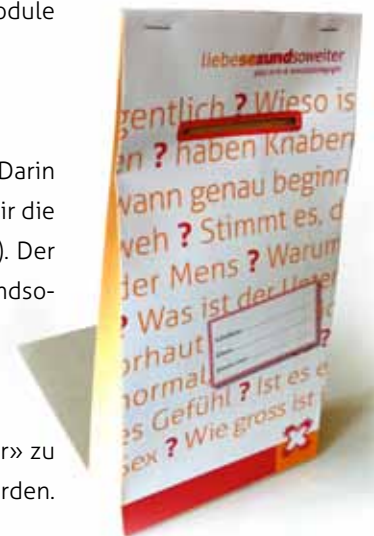 odule
Darin
ir die
). Der
ndso-
r» zu
rden.
liebesexundsoweiter
gentlich ? Wieso is
en ? haben Knaben
wann genau beginn
weh ? Stimmt es, d
der Mens ? Warum
? Was ist der Unter
orhaut
normal ?
es Gefühl ? Ist es e
sex ? Wie gross ist